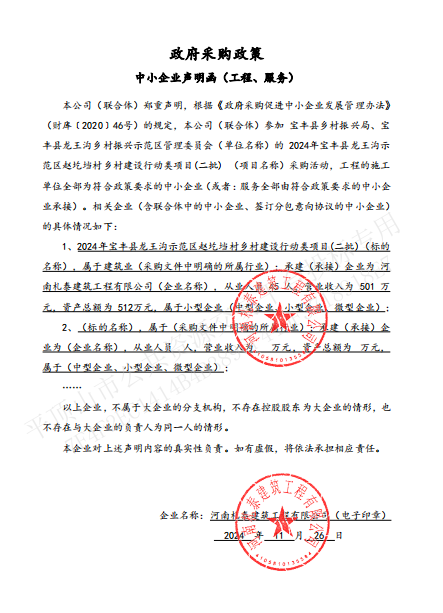 政府采购政策
中小企业声明函（工程、服务）
本公司（联合体）郑重声明，根据《政府采购促进中小企业发展管理办法》
（财库﹝2020﹞46号）的规定，本公司（联合体）参加 宝丰县乡村振兴局、宝
丰县龙王沟乡村振兴示范区管理委员会（单位名称）的 2024年宝丰县龙王沟示
范区赵圪垱村乡村建设行动类项目(二批) （项目名称）采购活动，工程的施工
单位全部为符合政策要求的中小企业（或者：服务全部由符合政策要求的中小企
业承接）。相关企业（含联合体中的中小企业、签订分包意向协议的中小企业）
的具体情况如下：
1、2024年宝丰县龙王沟示范区赵圪垱村乡村建设行动类项目(二批)（标的
名称），属于建筑业（采购文件中明确的所属行业）；承建（承接）企业为 河
南札泰建筑工程有限公司（企业名称），从业人员 45 人，营业收入为 501 万
元，资产总额为 512万元，属于小型企业（中型企业、小型企业、微型企业）；
2、（标的名称），属于（采购文件中明确的所属行业）；承建（承接）企
业为（企业名称），从业人员 人，营业收入为 万元，资产总额为 万元，
属于（中型企业、小型企业、微型企业）；
……
以上企业，不属于大企业的分支机构，不存在控股股东为大企业的情形，也
不存在与大企业的负责人为同一人的情形。
本企业对上述声明内容的真实性负责。如有虚假，将依法承担相应责任。
企业名称：河南札泰建筑工程有限公司（电子印章）
2024 年 11 月 26 日